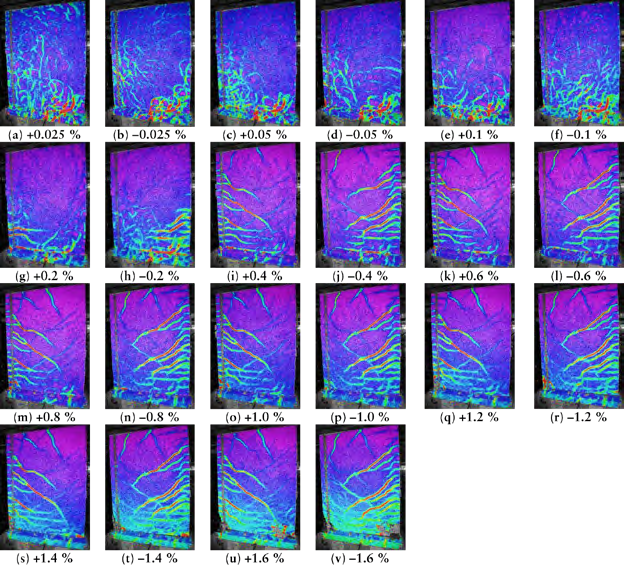 (a) +0.025 % (b) −0.025 % (c) +0.05 % (d) −0.05 % (e) +0.1 % (f) −0.1 %
(g) +0.2 % (h) −0.2 % (i) +0.4 % (j) −0.4 % (k) +0.6 % (l) −0.6 %
(m) +0.8 % (n) −0.8 % (o) +1.0 % (p) −1.0 % (q) +1.2 % (r) −1.2 %
(s) +1.4 % (t) −1.4 % (u) +1.6 % (v) −1.6 %